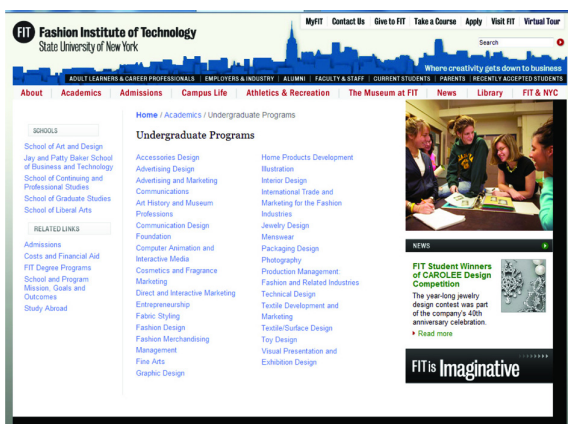 MyFIT Contact Us Give to FIT Take a Course Apply Visit FIT Virtual Tour
FIT Fashion Institute of Technology
State University of New York
Search
Where creativity gets down to business
ADULT LEARNERS & CAREER PROFESSIONALS | EMPLOYERS & INDUSTRY | ALUMNI | FACULTY & STAFF | CURRENT STUDENTS | PARENTS | RECENTLY ACCEPTED STUDENTS
About Academics Admissions Campus Life Athletics & Recreation The Museum at FIT News Library FIT & NYC
Home / Academics / Undergraduate Programs
SCHOOLS
School of Art and Design
Jay and Patty Baker School
of Business and Technology
School of Continuing and
Professional Studies
School of Graduate Studies
School of Liberal Arts
RELATED LINKS
Admissions
Costs and Financial Aid
FIT Degree Programs
School and Program
Mission, Goals and
Outcomes
Study Abroad
Undergraduate Programs
Accessories Design
Advertising Design
Advertising and Marketing
Communications
Art History and Museum
Professions
Communication Design
Foundation
Computer Animation and
Interactive Media
Cosmetics and Fragrance
Marketing
Direct and Interactive Marketing
Entrepreneurship
Fabric Styling
Fashion Design
Fashion Merchandising
Management
Fine Arts
Graphic Design
Home Products Development
Illustration
Interior Design
International Trade and
Marketing for the Fashion
Industries
Jewelry Design
Menswear
Packaging Design
Photography
Production Management:
Fashion and Related Industries
Technical Design
Textile Development and
Marketing
Textile/Surface Design
Toy Design
Visual Presentation and
Exhibition Design
NEWS
FIT Student Winners
of CAROLEE Design
Competition
The year-long jewelry
design contest was part
of the company's 40th
anniversary celebration.
Read more
FIT is Imaginative